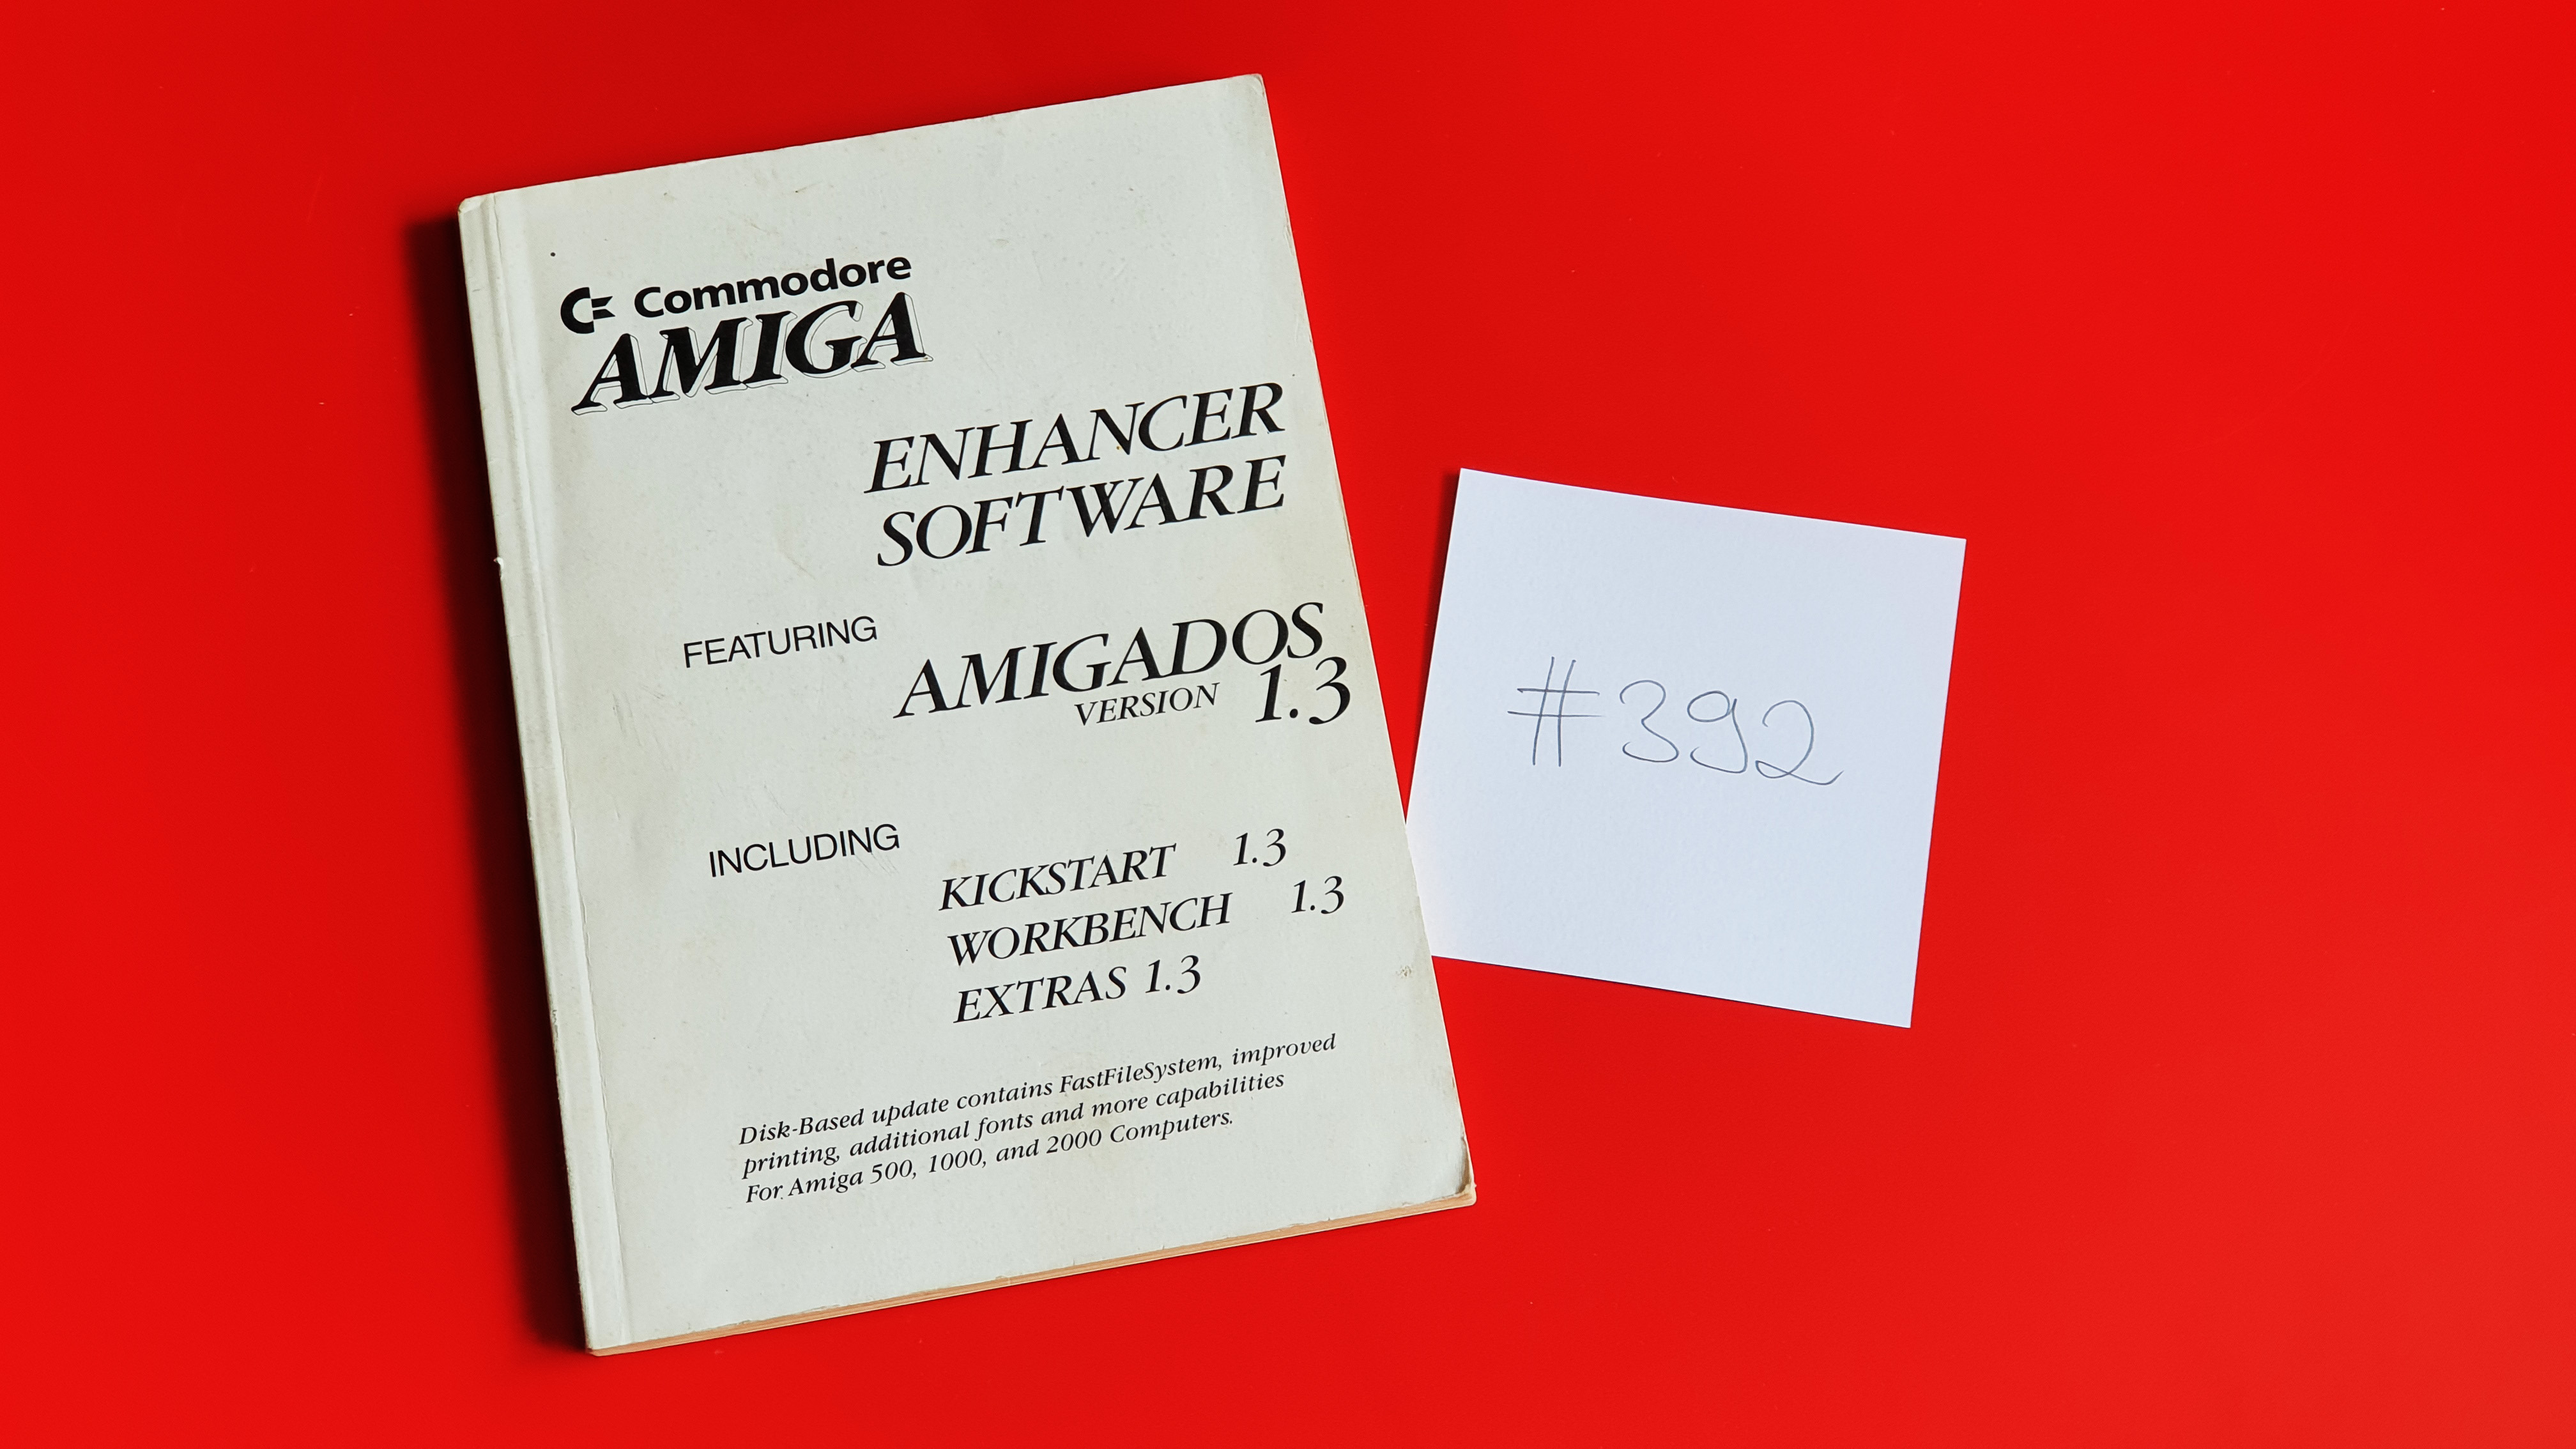 Commodore
AMIGA
ENHANCER
SOFTWARE
FEATURING
AMIGADOS
VERSION 1.3
INCLUDING
KICKSTART 1.3
WORKBENCH 1.3
EXTRAS 1.3
Disk-Based update contains FastFileSystem, improved
printing, additional fonts and more capabilities
For Amiga 500, 1000, and 2000 Computers.
#392